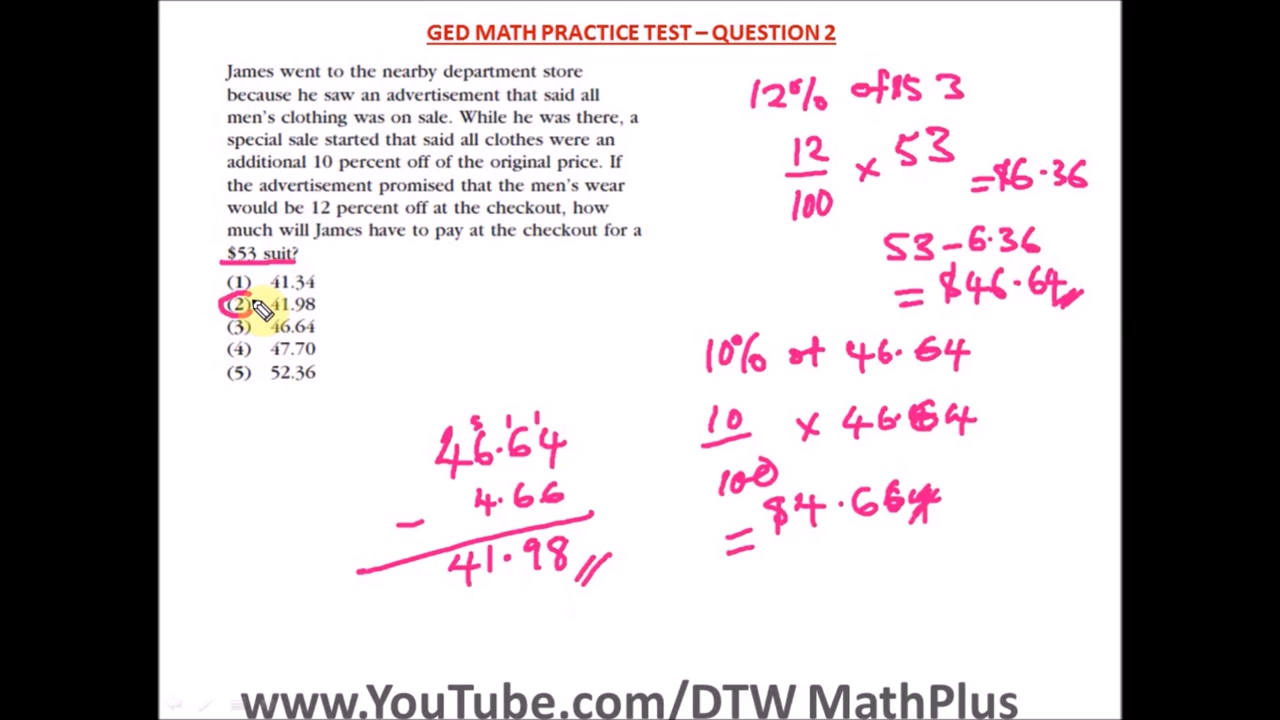 GED MATH PRACTICE TEST – QUESTION 2
James went to the nearby department store
because he saw an advertisement that said all
men's clothing was on sale. While he was there, a
special sale started that said all clothes were an
additional 10 percent off of the original price. If
the advertisement promised that the men's wear
would be 12 percent off at the checkout, how
much will James have to pay at the checkout for a
$53 suit?
(1) 41.34
(2) 41.98
(3) 46.64
(4) 47.70
(5) 52.36
12% of $53
12
100
× 53
= $6.36
53 – 6.36
= $46.64
10% of 46.64
10
100
× 46.64
= $4.664
46.64
5 1 1
4.66
–
41.98
www.YouTube.com/DTW MathPlus